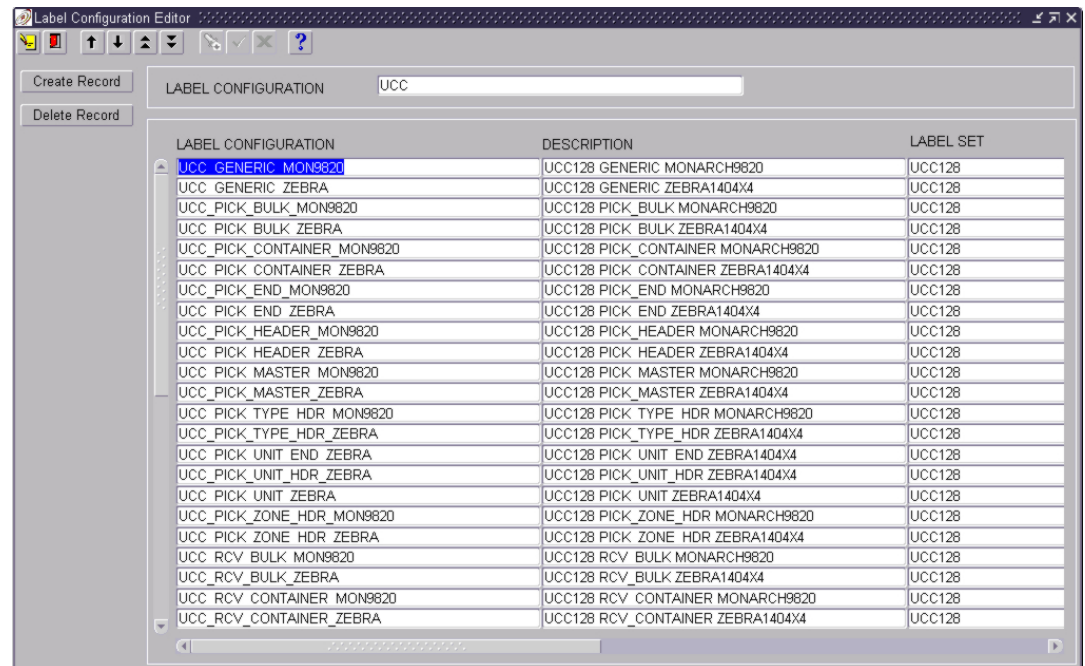 Label Configuration Editor
?
Create Record
Delete Record
LABEL CONFIGURATION UCC
LABEL CONFIGURATION DESCRIPTION LABEL SET
UCC_GENERIC_MON9820 UCC128 GENERIC MONARCH9820 UCC128
UCC_GENERIC_ZEBRA UCC128 GENERIC ZEBRA1404X4 UCC128
UCC_PICK_BULK_MON9820 UCC128 PICK_BULK MONARCH9820 UCC128
UCC_PICK_BULK_ZEBRA UCC128 PICK_BULK ZEBRA1404X4 UCC128
UCC_PICK_CONTAINER_MON9820 UCC128 PICK_CONTAINER MONARCH9820 UCC128
UCC_PICK_CONTAINER_ZEBRA UCC128 PICK_CONTAINER ZEBRA1404X4 UCC128
UCC_PICK_END_MON9820 UCC128 PICK_END MONARCH9820 UCC128
UCC_PICK_END_ZEBRA UCC128 PICK_END ZEBRA1404X4 UCC128
UCC_PICK_HEADER_MON9820 UCC128 PICK_HEADER MONARCH9820 UCC128
UCC_PICK_HEADER_ZEBRA UCC128 PICK_HEADER ZEBRA1404X4 UCC128
UCC_PICK_MASTER_MON9820 UCC128 PICK_MASTER MONARCH9820 UCC128
UCC_PICK_MASTER_ZEBRA UCC128 PICK_MASTER ZEBRA1404X4 UCC128
UCC_PICK_TYPE_HDR_MON9820 UCC128 PICK_TYPE_HDR MONARCH9820 UCC128
UCC_PICK_TYPE_HDR_ZEBRA UCC128 PICK_TYPE_HDR ZEBRA1404X4 UCC128
UCC_PICK_UNIT_END_ZEBRA UCC128 PICK_UNIT_END ZEBRA1404X4 UCC128
UCC_PICK_UNIT_HDR_ZEBRA UCC128 PICK_UNIT_HDR ZEBRA1404X4 UCC128
UCC_PICK_UNIT_ZEBRA UCC128 PICK_UNIT ZEBRA1404X4 UCC128
UCC_PICK_ZONE_HDR_MON9820 UCC128 PICK_ZONE_HDR MONARCH9820 UCC128
UCC_PICK_ZONE_HDR_ZEBRA UCC128 PICK_ZONE_HDR ZEBRA1404X4 UCC128
UCC_RCV_BULK_MON9820 UCC128 RCV_BULK MONARCH9820 UCC128
UCC_RCV_BULK_ZEBRA UCC128 RCV_BULK ZEBRA1404X4 UCC128
UCC_RCV_CONTAINER_MON9820 UCC128 RCV_CONTAINER MONARCH9820 UCC128
UCC_RCV_CONTAINER_ZEBRA UCC128 RCV_CONTAINER ZEBRA1404X4 UCC128